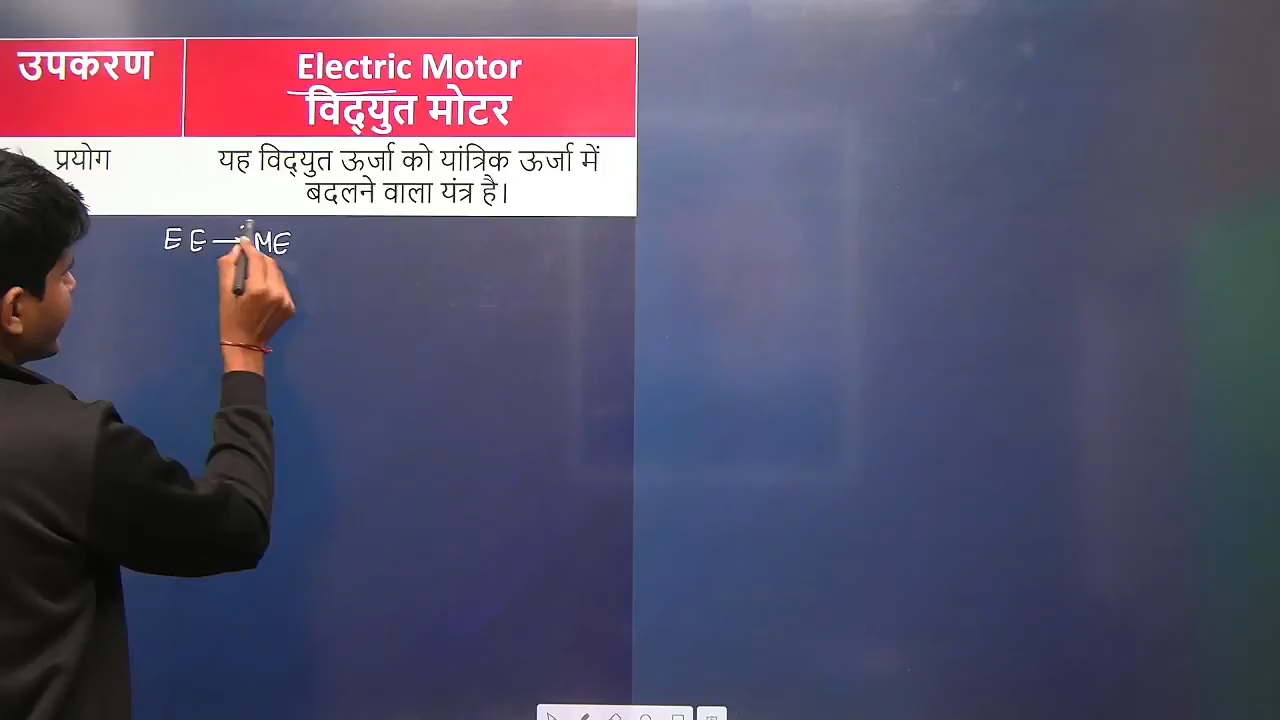 उपकरण
Electric Motor
विद्युत मोटर
प्रयोग
यह विद्युत ऊर्जा को यांत्रिक ऊर्जा में
बदलने वाला यंत्र है।
EE → ME